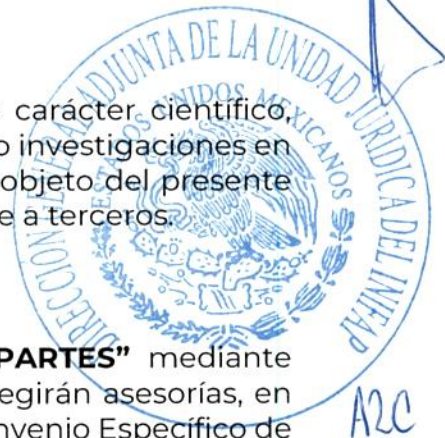 carácter científico,
o investigaciones en
objeto del presente
e a terceros.
DIRECCIÓN GENERAL ADJUNTA DE LA UNIDAD JURÍDICA DEL INIFAP
ESTADOS UNIDOS MEXICANOS
PARTES” mediante
egirán asesorías, en
nvenio Específico de
A2C